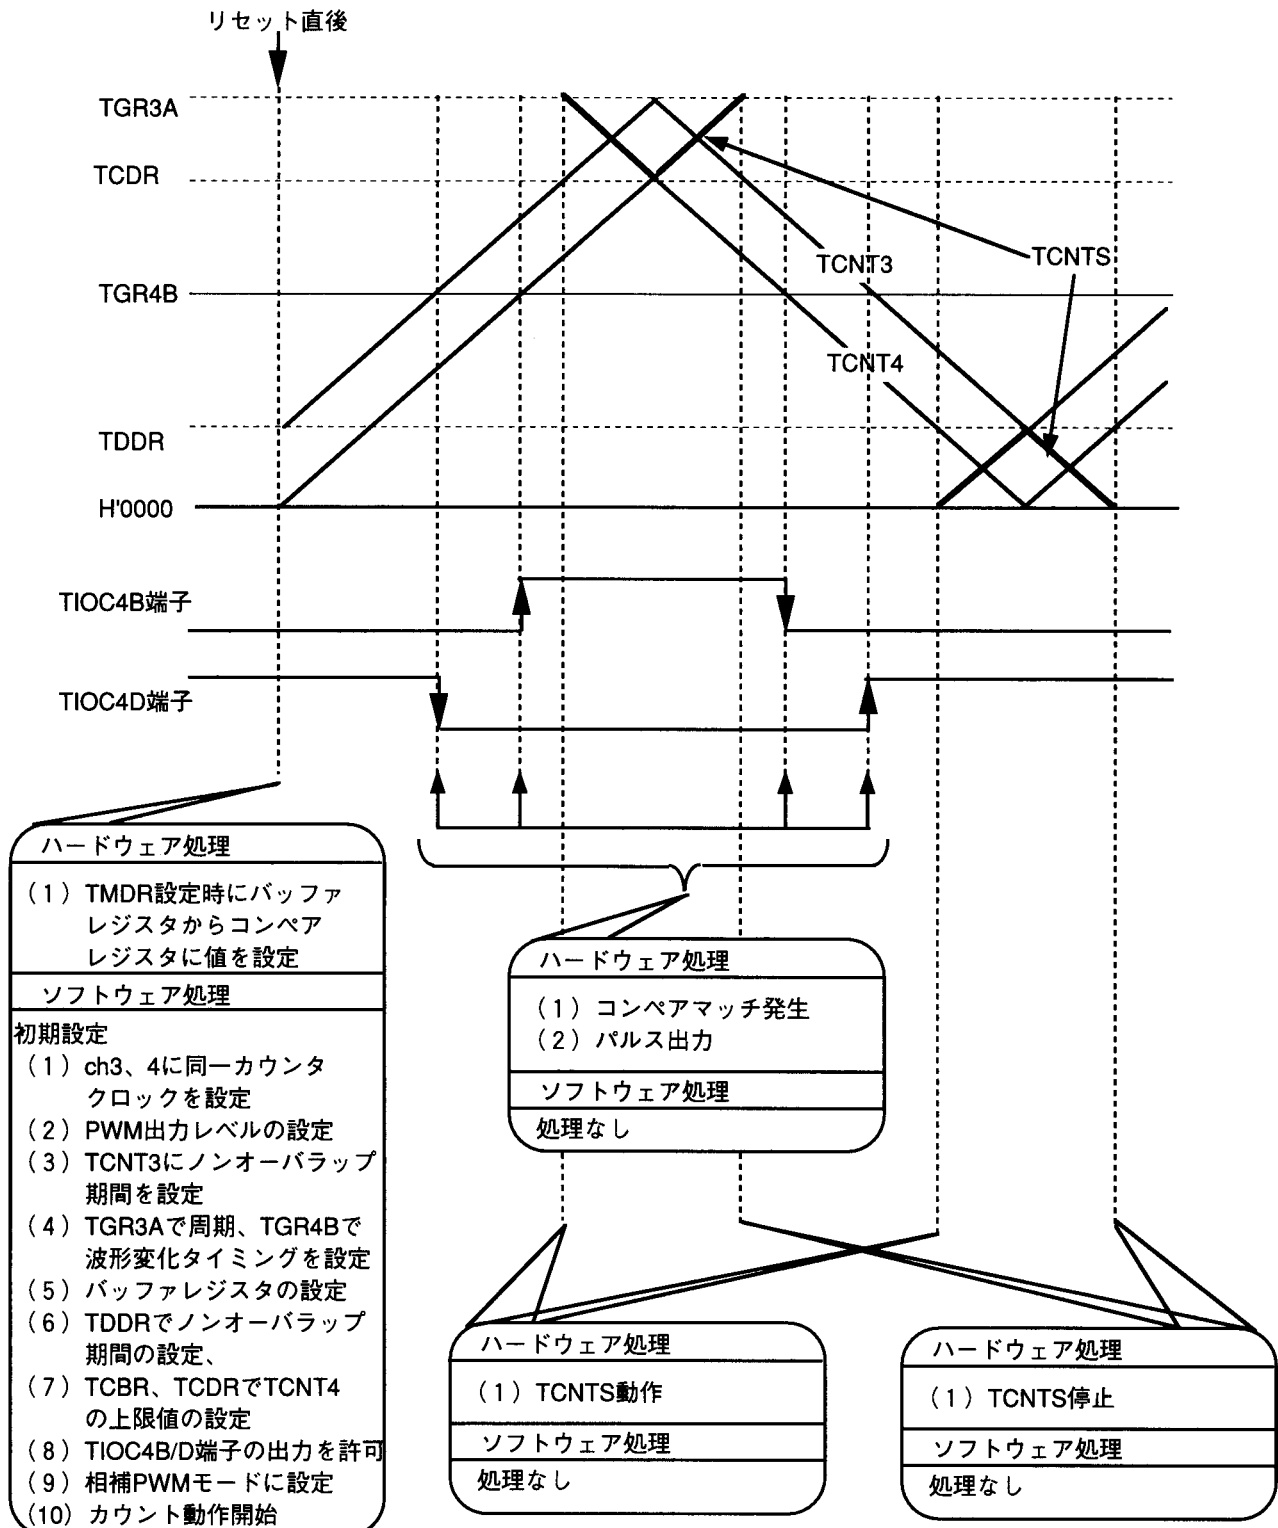 リセット直後
TGR3A
TCDR
TCNT3
TCNTS
TGR4B
TCNT4
TDDR
H'0000
TIOC4B端子
TIOC4D端子
ハードウェア処理
(1) TMDR設定時にバッファ
レジスタからコンペア
レジスタに値を設定
ソフトウェア処理
初期設定
(1) ch3、4に同一カウンタ
クロックを設定
(2) PWM出力レベルの設定
(3) TCNT3にノンオーバラップ
期間を設定
(4) TGR3Aで周期、TGR4Bで
波形変化タイミングを設定
(5) バッファレジスタの設定
(6) TDDRでノンオーバラップ
期間の設定、
(7) TCBR、TCDRでTCNT4
の上限値の設定
(8) TIOC4B/D端子の出力を許可
(9) 相補PWMモードに設定
(10) カウント動作開始
ハードウェア処理
(1) コンペアマッチ発生
(2) パルス出力
ソフトウェア処理
処理なし
ハードウェア処理
(1) TCNTS動作
ソフトウェア処理
処理なし
ハードウェア処理
(1) TCNTS停止
ソフトウェア処理
処理なし